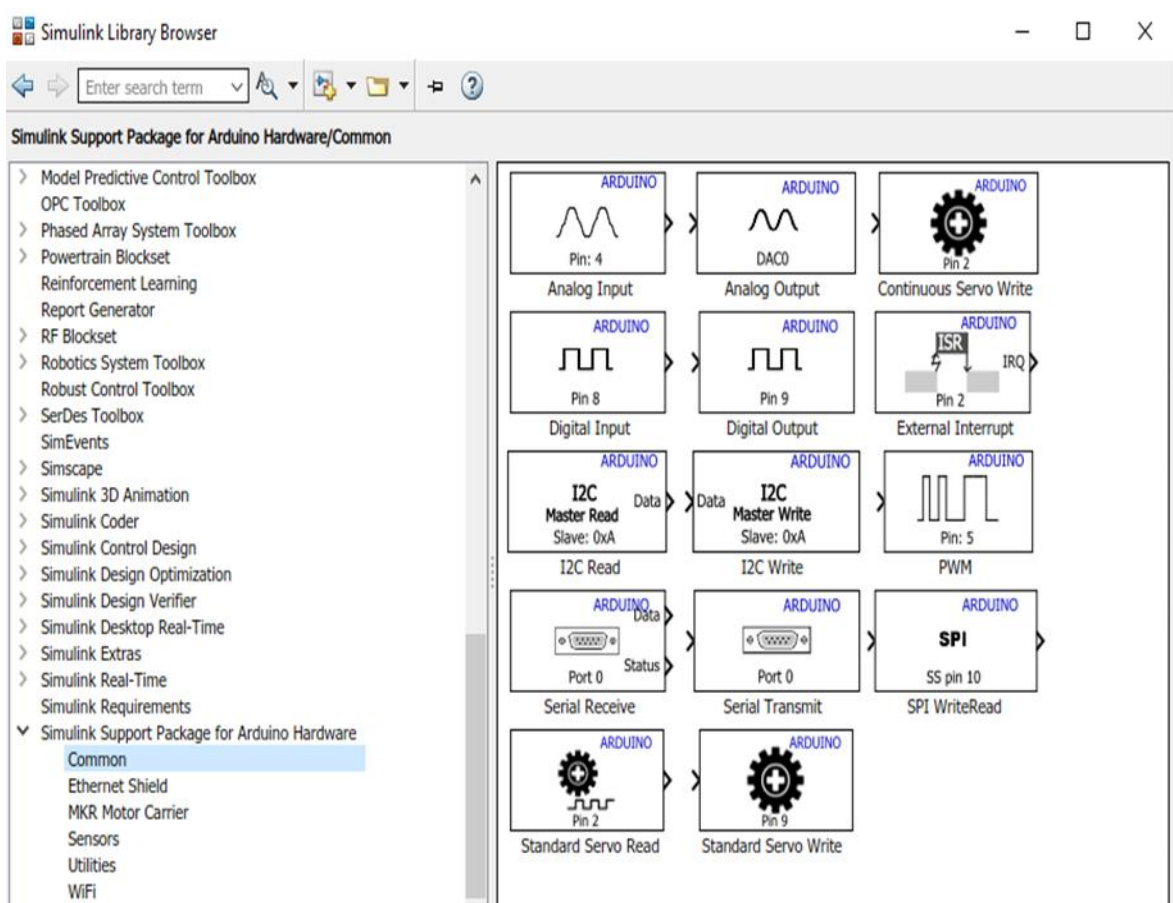 Simulink Library Browser
Enter search term
Simulink Support Package for Arduino Hardware/Common
Model Predictive Control Toolbox
OPC Toolbox
Phased Array System Toolbox
Powertrain Blockset
Reinforcement Learning
Report Generator
RF Blockset
Robotics System Toolbox
Robust Control Toolbox
SerDes Toolbox
SimEvents
Simscape
Simulink 3D Animation
Simulink Coder
Simulink Control Design
Simulink Design Optimization
Simulink Design Verifier
Simulink Desktop Real-Time
Simulink Extras
Simulink Real-Time
Simulink Requirements
Simulink Support Package for Arduino Hardware
Common
Ethernet Shield
MKR Motor Carrier
Sensors
Utilities
WiFi
ARDUINO
Pin: 4
Analog Input
ARDUINO
DAC0
Analog Output
ARDUINO
Pin 2
Continuous Servo Write
ARDUINO
Pin 8
Digital Input
ARDUINO
Pin 9
Digital Output
ARDUINO
ISR
IRQ
Pin 2
External Interrupt
ARDUINO
I2C
Master Read
Data
Slave: 0xA
I2C Read
ARDUINO
Data
I2C
Master Write
Slave: 0xA
I2C Write
ARDUINO
Pin: 5
PWM
ARDUINO
Data
Status
Port 0
Serial Receive
ARDUINO
Port 0
Serial Transmit
ARDUINO
SPI
SS pin 10
SPI WriteRead
ARDUINO
Pin 2
Standard Servo Read
ARDUINO
Pin 9
Standard Servo Write